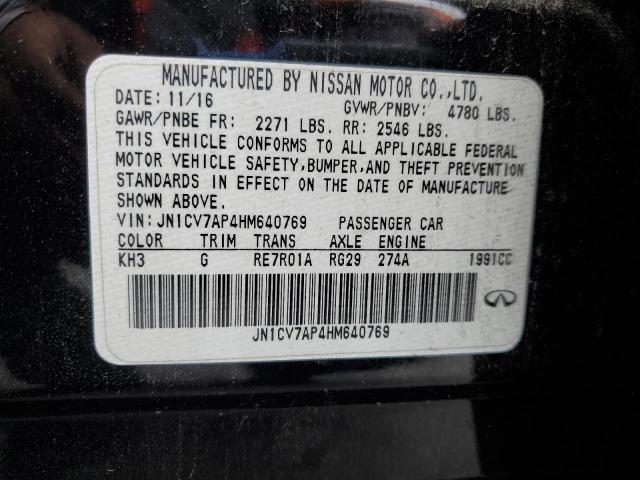 MANUFACTURED BY NISSAN MOTOR CO.,LTD.
DATE: 11/16 GVWR/PNBV: 4780 LBS.
GAWR/PNBE FR: 2271 LBS. RR: 2546 LBS.
THIS VEHICLE CONFORMS TO ALL APPLICABLE FEDERAL
MOTOR VEHICLE SAFETY,BUMPER,AND THEFT PREVENTION
STANDARDS IN EFFECT ON THE DATE OF MANUFACTURE
SHOWN ABOVE.
VIN:JN1CV7AP4HM640769 PASSENGER CAR
COLOR TRIM TRANS AXLE ENGINE
KH3 G RE7R01A RG29 274A 1991CC
JN1CV7AP4HM640769